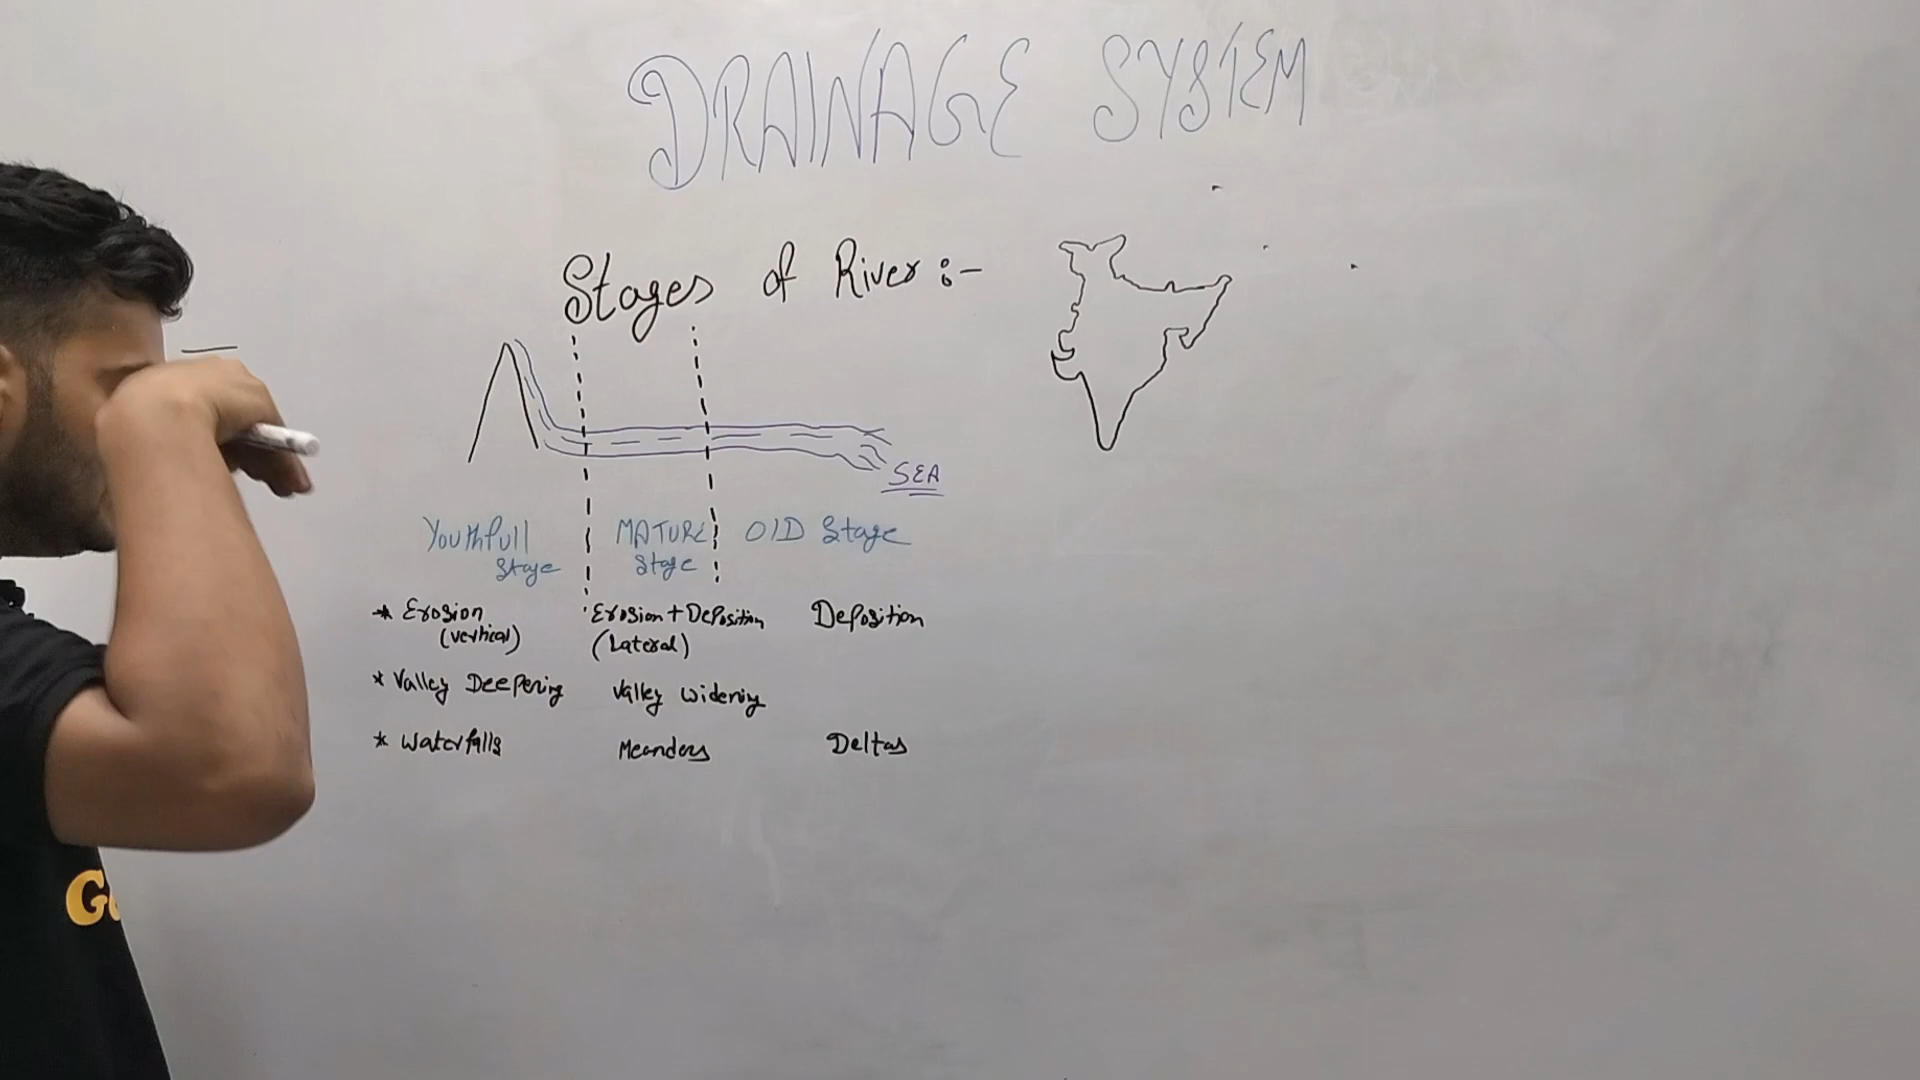 DRAINAGE SYSTEM
Stages of River :-
SEA
Youthfull Stage
MATURE Stage
OlD Stage
* Erosion (vertical)
Erosion + Deposition (Lateral)
Deposition
* Valley Deepening
Valley widening
* Waterfalls
Meanders
Deltas
G